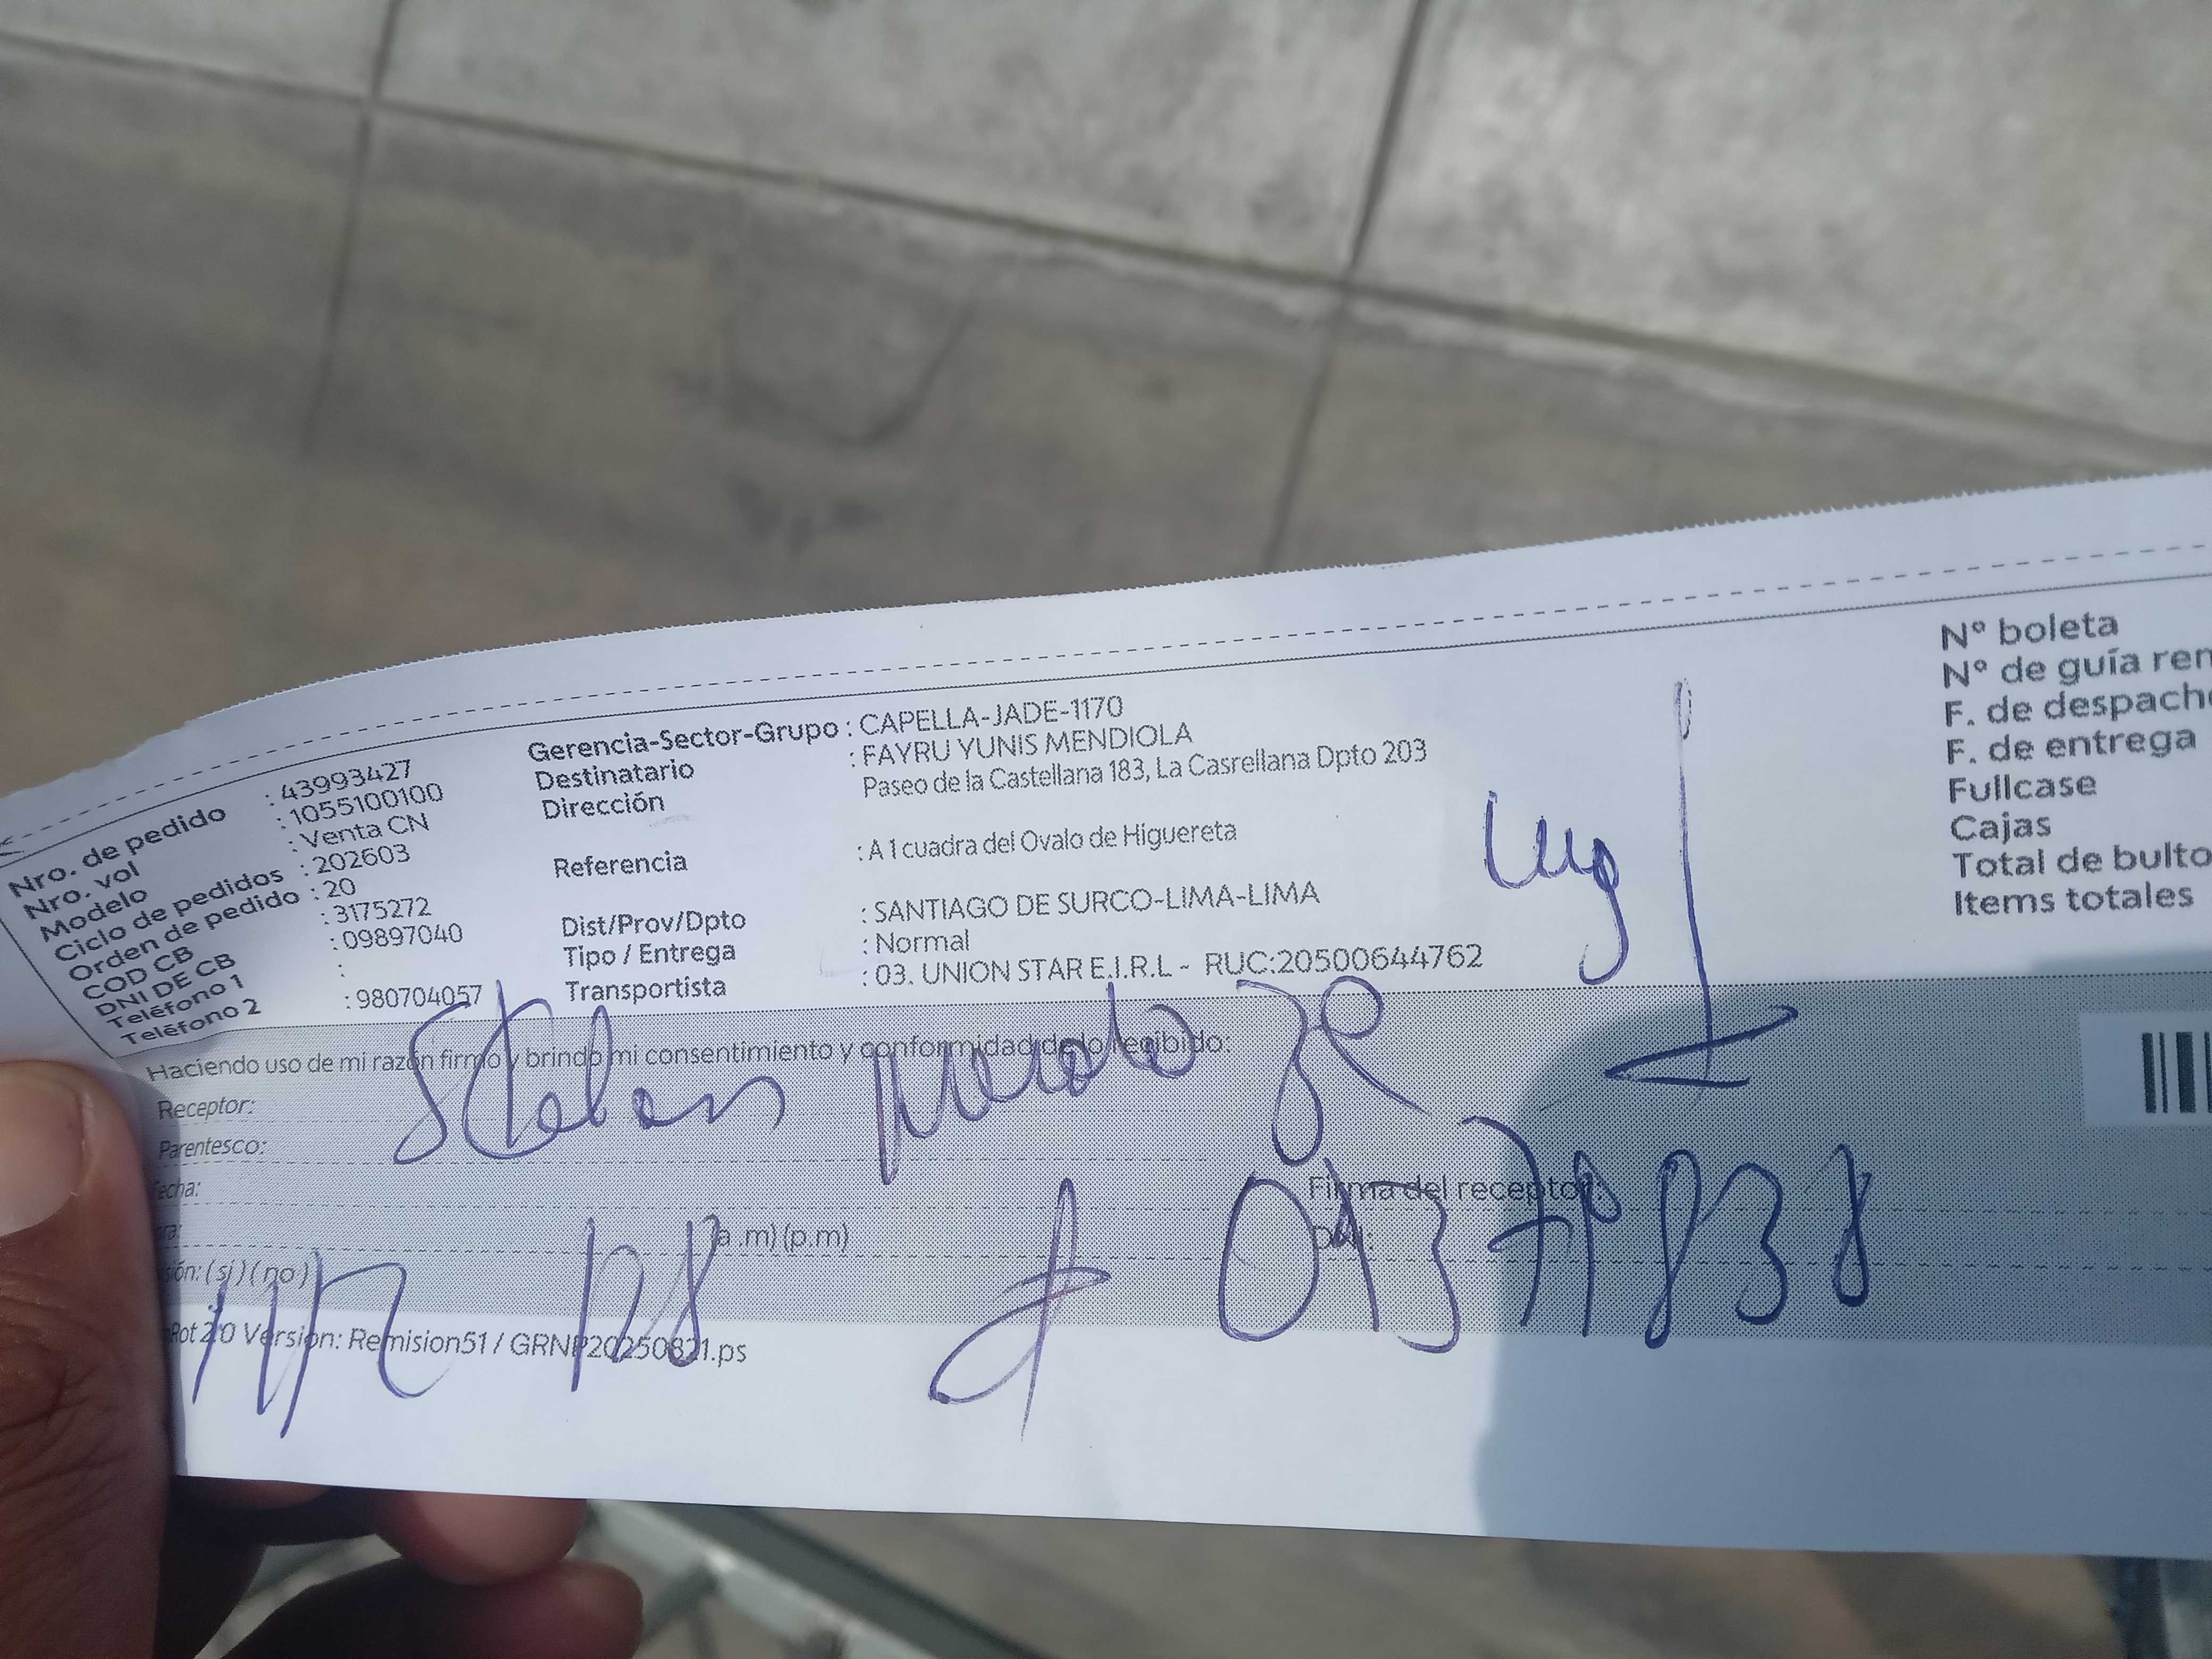 Nro. de pedido : 43993427
Nro. vol : 1055100100
Modelo : Venta CN
Ciclo de pedidos : 202603
Orden de pedido : 20
COD CB : 3175272
DNI DE CB : 09897040
Teléfono 1 :
Teléfono 2 : 980704057
Gerencia-Sector-Grupo : CAPELLA-JADE-1170
Destinatario : FAYRU YUNIS MENDIOLA
Dirección Paseo de la Castellana 183, La Casrellana Dpto 203
Referencia : A 1 cuadra del Ovalo de Higuereta
Dist/Prov/Dpto : SANTIAGO DE SURCO-LIMA-LIMA
Tipo / Entrega : Normal
Transportista : 03. UNION STAR E.I.R.L - RUC:20500644762
Nº boleta
Nº de guía rem
F. de despacho
F. de entrega
Fullcase
Cajas
Total de bulto
Items totales
Haciendo uso de mi razón firmo y brindo mi consentimiento y conformidad de lo recibido:
Receptor:
Parentesco:
fecha:
(a .m) (p.m)
Firma del receptor:
(si) (no)
Version: Remision51 / GRNP20250821.ps